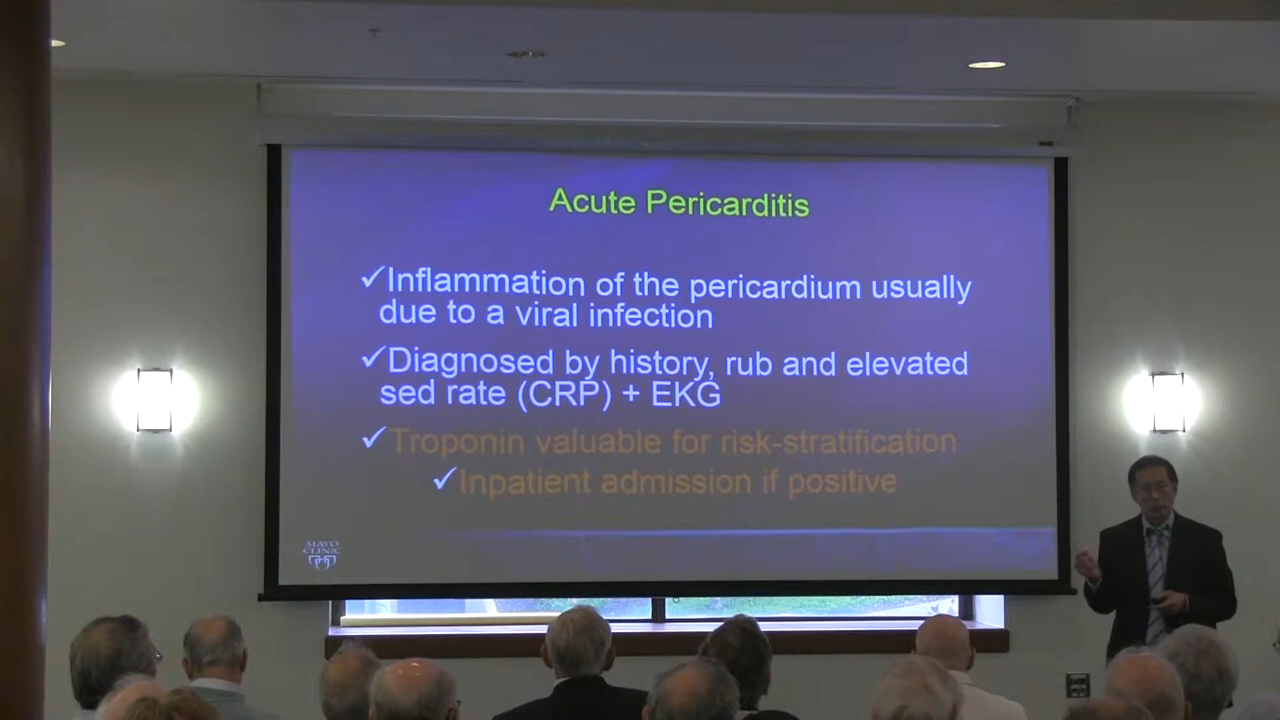 Acute Pericarditis
✓Inflammation of the pericardium usually
due to a viral infection
✓Diagnosed by history, rub and elevated
sed rate (CRP) + EKG
✓Troponin valuable for risk-stratification
✓Inpatient admission if positive
MAYO
CLINIC